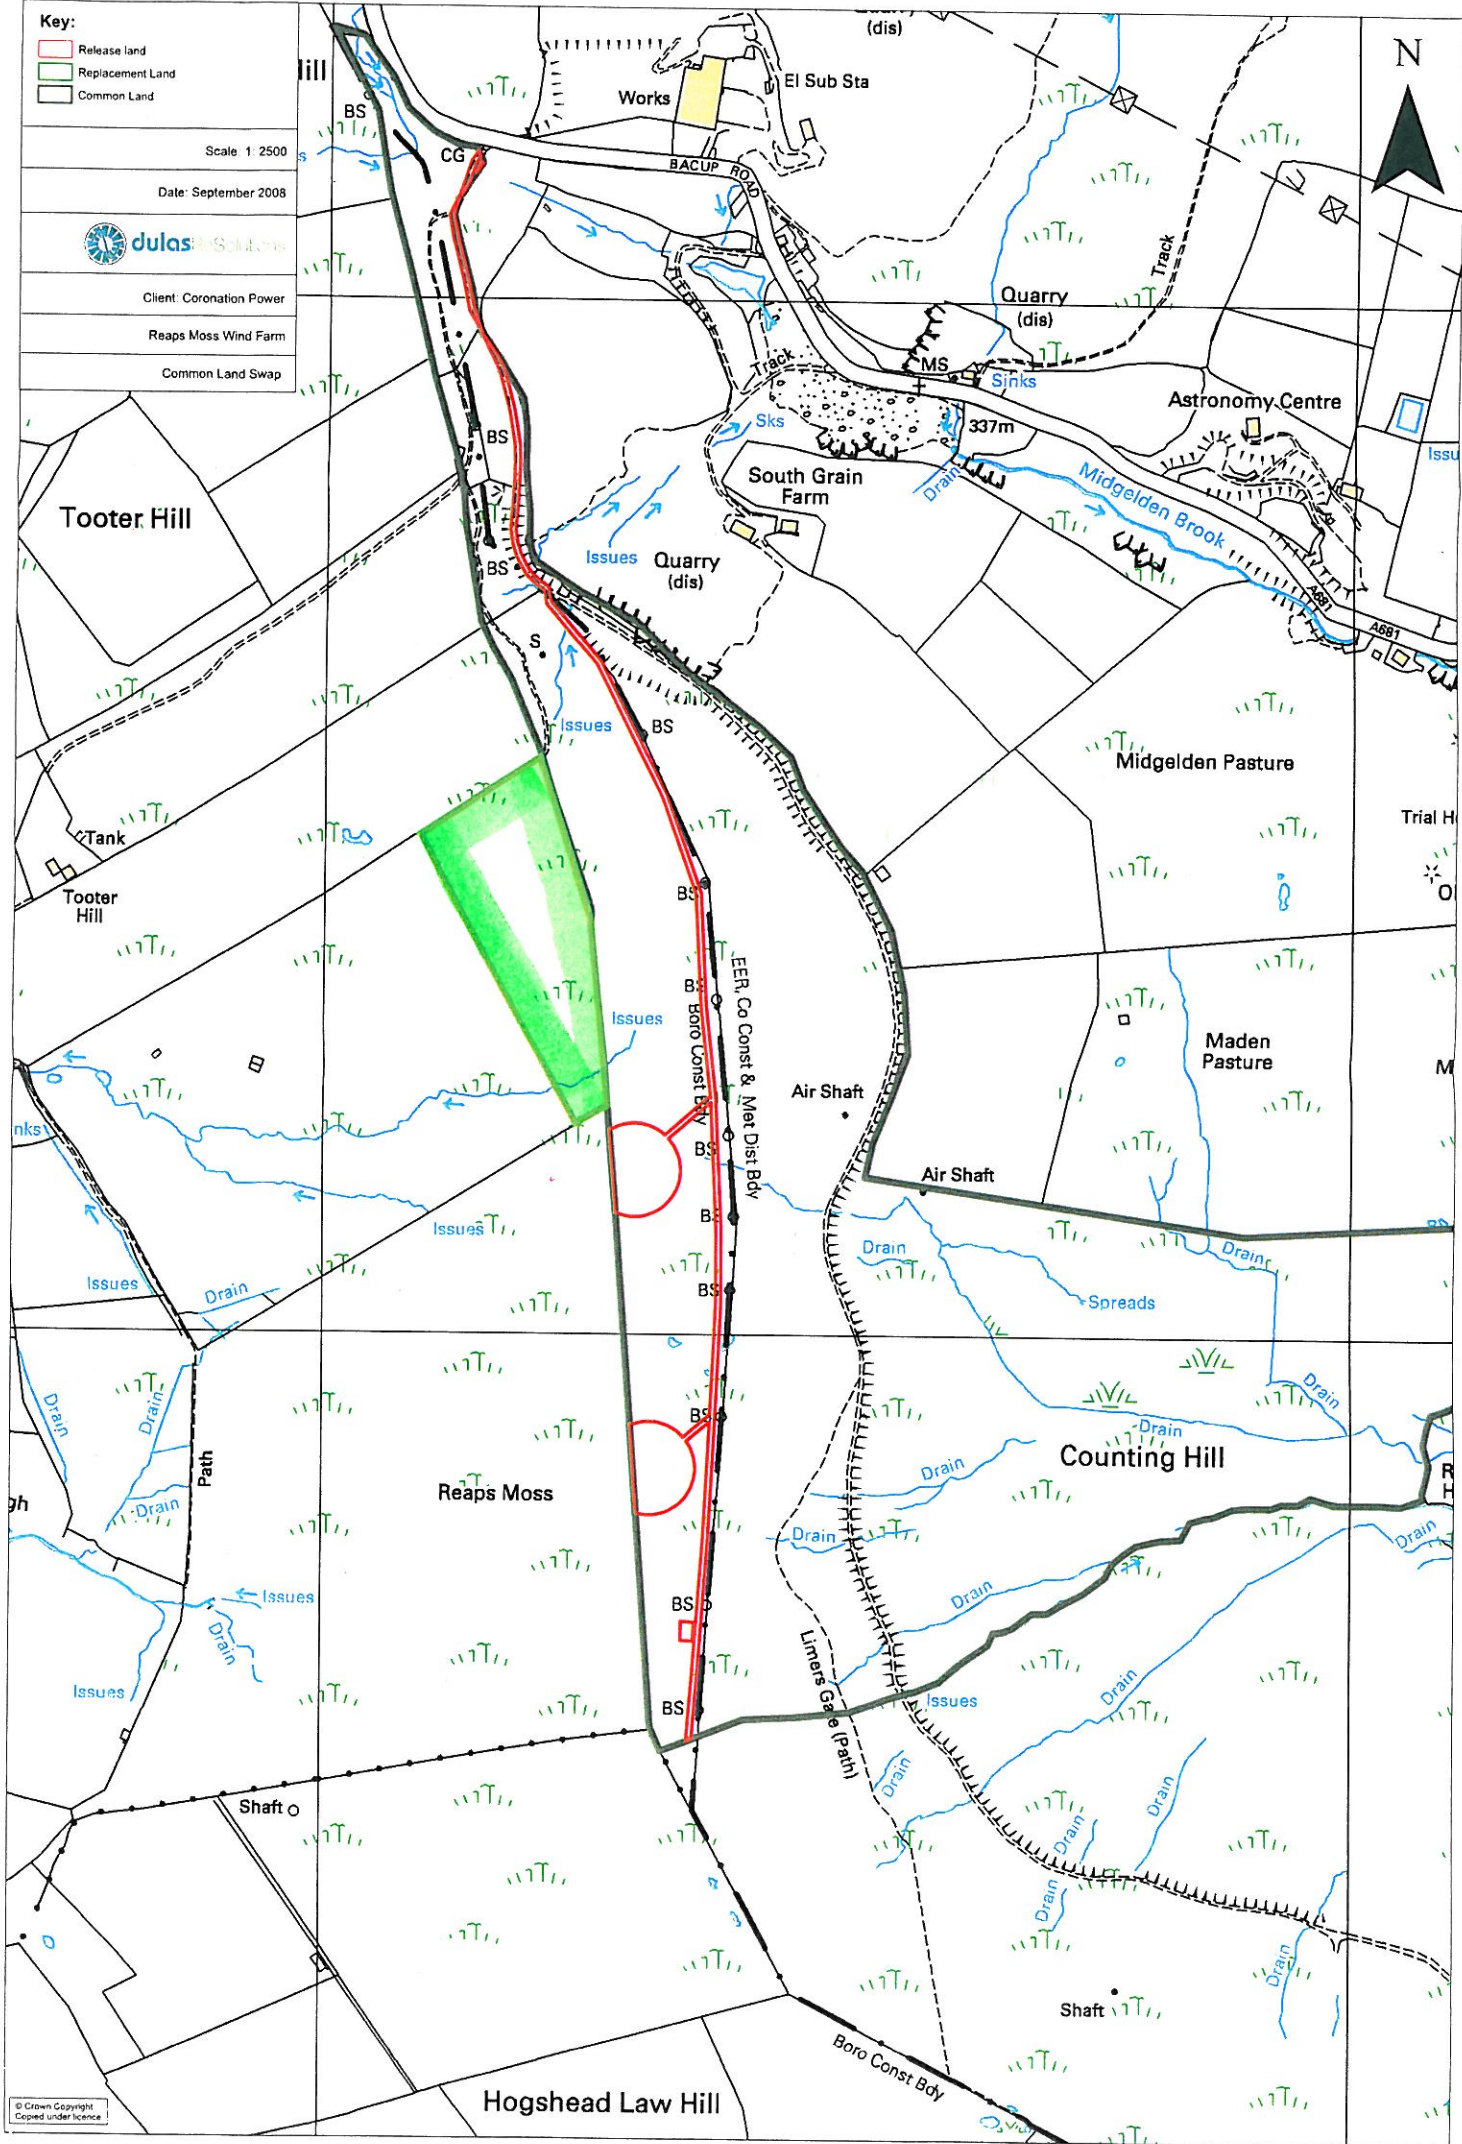 Key:
Release land
Replacement Land
Common Land
Scale 1: 2500
Date: September 2008
dulas
Client: Coronation Power
Reaps Moss Wind Farm
Common Land Swap
(dis)
N
El Sub Sta
Works
BS
CG
BACUP ROAD
Track
Quarry
(dis)
Track
MS
Sinks
Astronomy Centre
Sks
337m
BS
South Grain
Farm
Drain
Midgelden Brook
Tooter Hill
Issues
Quarry
(dis)
BS
A681
A681
S
Issues
BS
Midgelden Pasture
Tank
Tooter
Hill
BS
EER, Co Const & Met Dist Bdy
BS
Boro Const Bdy
Issues
Maden
Pasture
Air Shaft
BS
Air Shaft
Issues
BS
Drain
Drain
Issues
Drain
BS
Spreads
Drain
Drain
Path
BS
Drain
Drain
Counting Hill
Reaps Moss
Drain
Drain
Drain
Drain
Issues
BS
Drain
Drain
Limers Gate (Path)
Issues
BS
Issues
Drain
Drain
Shaft
Drain
Drain
Drain
Drain
Shaft
Boro Const Bdy
Hogshead Law Hill
© Crown Copyright
Copied under licence